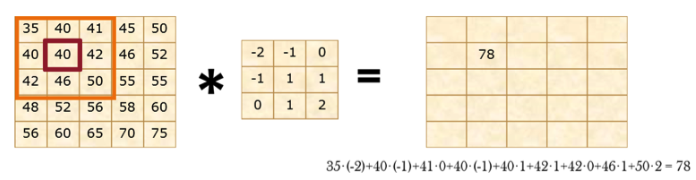 35 40 41 45 50
40 40 42 46 52
42 46 50 55 55
48 52 56 58 60
56 60 65 70 75
*
-2 -1 0
-1 1 1
0 1 2
=
78
35·(-2)+40·(-1)+41·0+40·(-1)+40·1+42·1+42·0+46·1+50·2 = 78